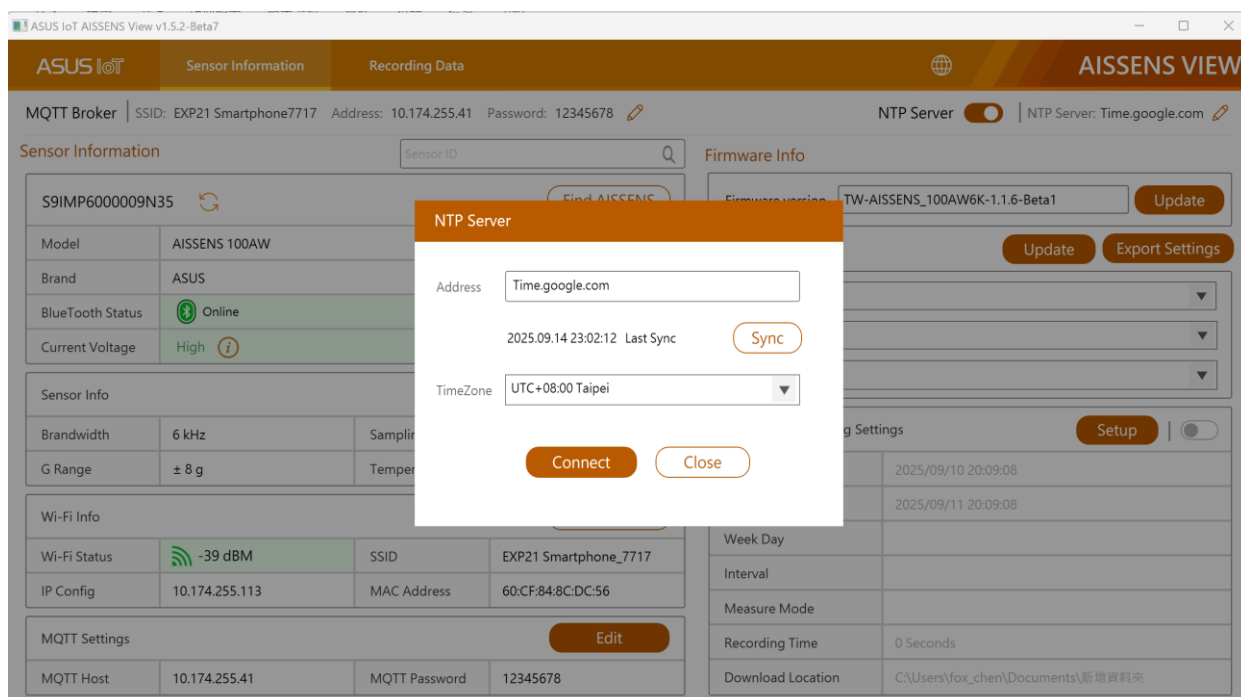 ASUS IoT AISSENS View v1.5.2-Beta7
ASUS IoT
Sensor Information
Recording Data
AISSENS VIEW
MQTT Broker SSID: EXP21 Smartphone7717 Address: 10.174.255.41 Password: 12345678
NTP Server
NTP Server: Time.google.com
Sensor Information
Sensor ID
S9IMP6000009N35
Find AISSENS
Model AISSENS 100AW
Brand ASUS
BlueTooth Status Online
Current Voltage High
Sensor Info
Brandwidth 6 kHz
G Range ± 8 g
Wi-Fi Info
Wi-Fi Status -39 dBM SSID EXP21 Smartphone_7717
IP Config 10.174.255.113 MAC Address 60:CF:84:8C:DC:56
MQTT Settings Edit
MQTT Host 10.174.255.41 MQTT Password 12345678
NTP Server
Address Time.google.com
2025.09.14 23:02:12 Last Sync Sync
TimeZone UTC+08:00 Taipei
Connect Close
Firmware Info
Firmware version TW-AISSENS_100AW6K-1.1.6-Beta1 Update
Update Export Settings
Settings Setup
2025/09/10 20:09:08
2025/09/11 20:09:08
Week Day
Interval
Measure Mode
Recording Time 0 Seconds
Download Location C:\Users\fox_chen\Documents\新增資料夾